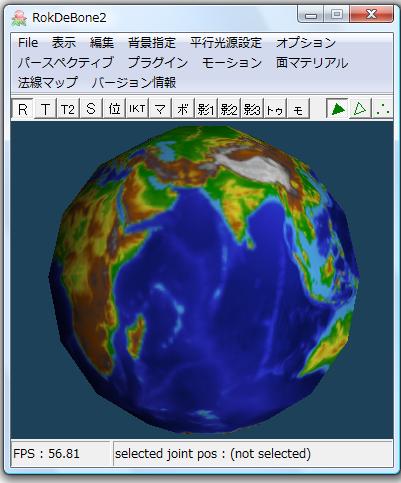 RokDeBone2
File 表示 編集 背景指定 平行光源設定 オプション
パースペクティブ プラグイン モーション 面マテリアル
法線マップ バージョン情報
R T T2 S 位 IKT マ ボ 影1 影2 影3 トゥ モ
FPS : 56.81 selected joint pos : (not selected)